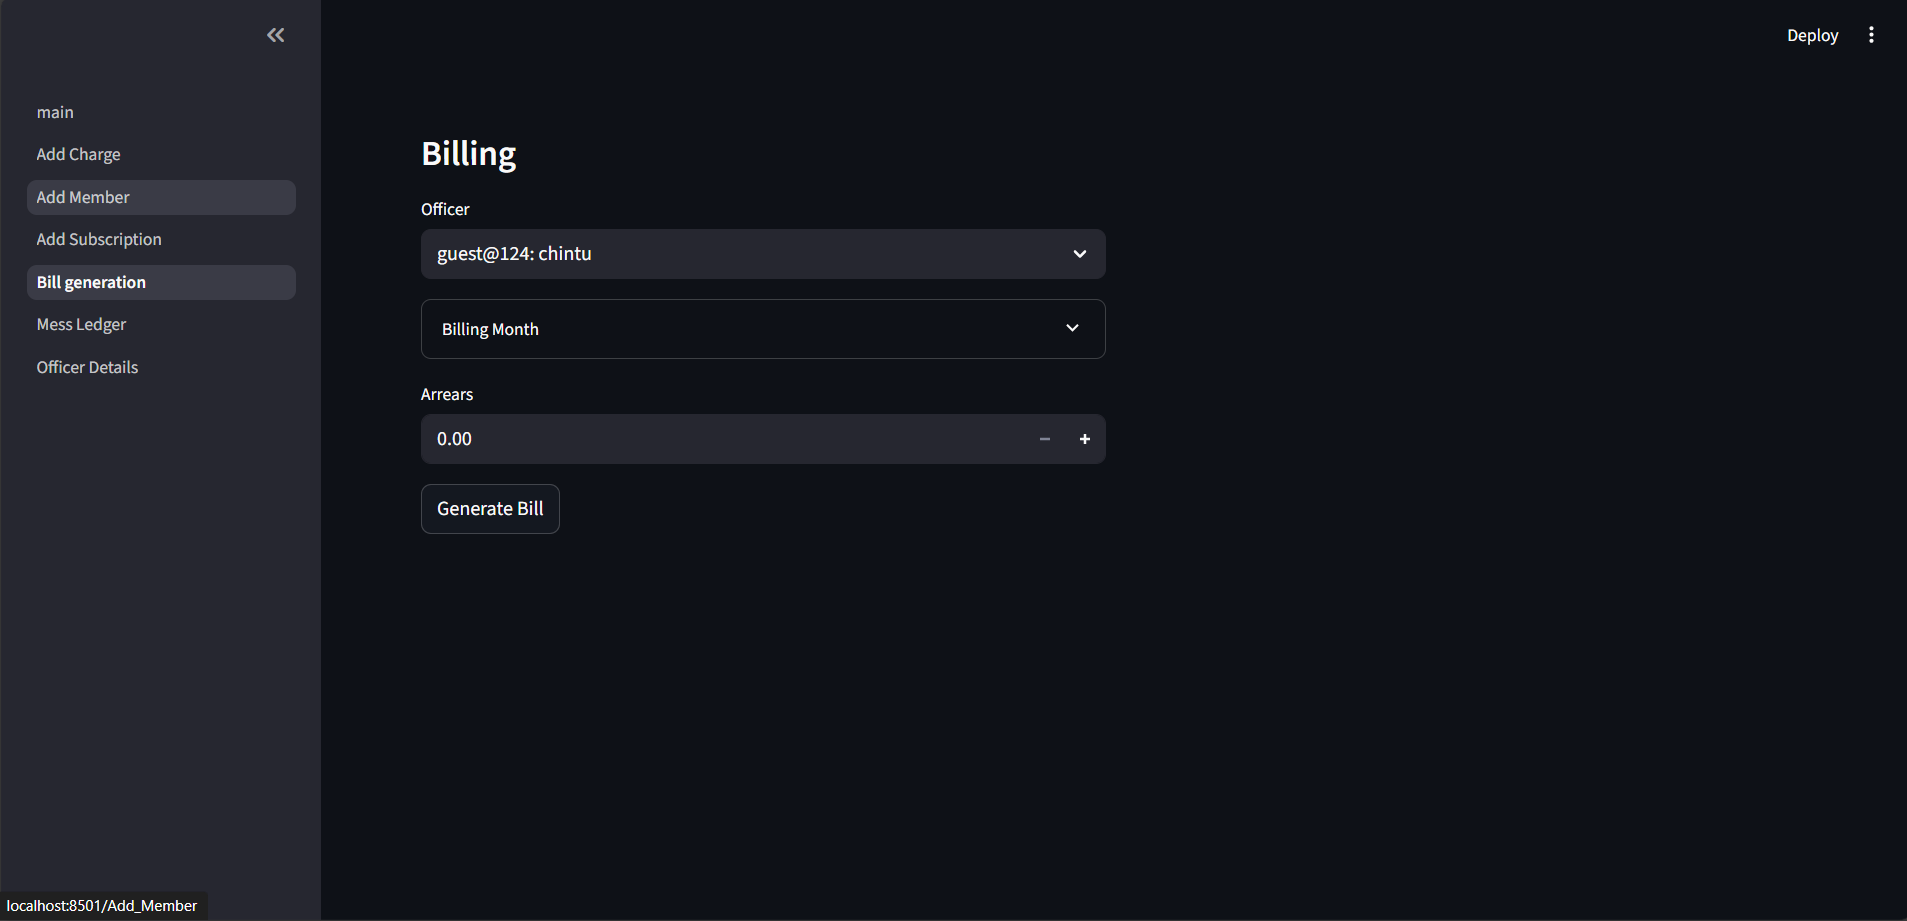 Deploy
main
Add Charge
Add Member
Add Subscription
Bill generation
Mess Ledger
Officer Details
Billing
Officer
guest@124: chintu
Billing Month
Arrears
0.00
Generate Bill
localhost:8501/Add_Member